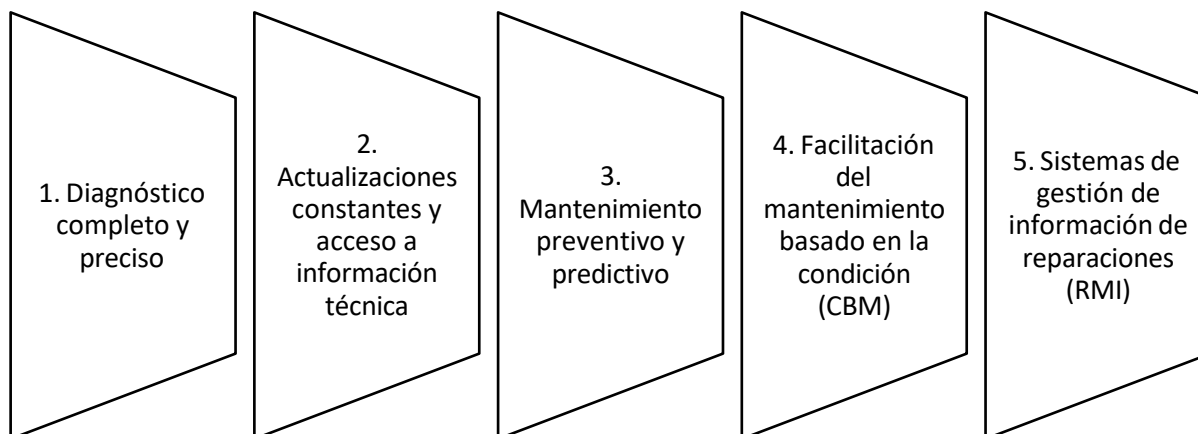 1. Diagnóstico
completo y
preciso
2.
Actualizaciones
constantes y
acceso a
información
técnica
3.
Mantenimiento
preventivo y
predictivo
4. Facilitación
del
mantenimiento
basado en la
condición
(CBM)
5. Sistemas de
gestión de
información de
reparaciones
(RMI)